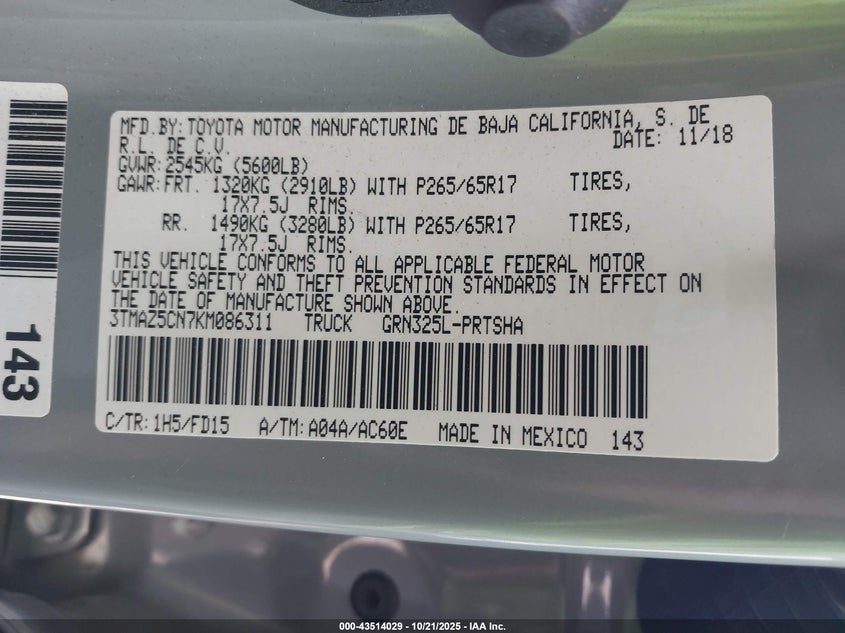 MFD.BY: TOYOTA MOTOR MANUFACTURING DE BAJA CALIFORNIA, S. DE
R.L. DE C.V. DATE: 11/18
GVWR: 2545KG (5600LB)
GAWR: FRT. 1320KG (2910LB) WITH P265/65R17 TIRES,
17X7.5J RIMS.
RR. 1490KG (3280LB) WITH P265/65R17 TIRES,
17X7.5J RIMS.
THIS VEHICLE CONFORMS TO ALL APPLICABLE FEDERAL MOTOR
VEHICLE SAFETY AND THEFT PREVENTION STANDARDS IN EFFECT ON
THE DATE OF MANUFACTURE SHOWN ABOVE.
3TMAZ5CN7KM086311 TRUCK GRN325L-PRTSHA
C/TR: 1H5/FD15 A/TM: A04A/AC60E MADE IN MEXICO 143
143
000-43514029 - 10/21/2025 - IAA Inc.